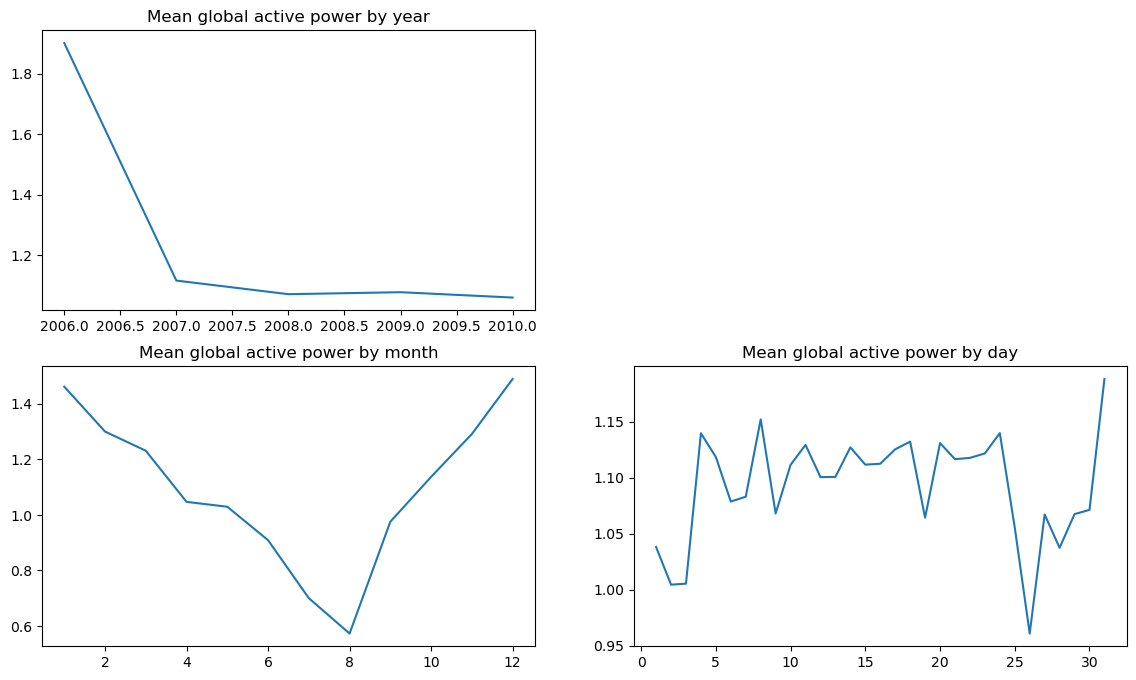 Mean global active power by year
1.8
1.6
1.4
1.2
2006.0 2006.5 2007.0 2007.5 2008.0 2008.5 2009.0 2009.5 2010.0
Mean global active power by month
1.4
1.2
1.0
0.8
0.6
2 4 6 8 10 12
Mean global active power by day
1.15
1.10
1.05
1.00
0.95
0 5 10 15 20 25 30